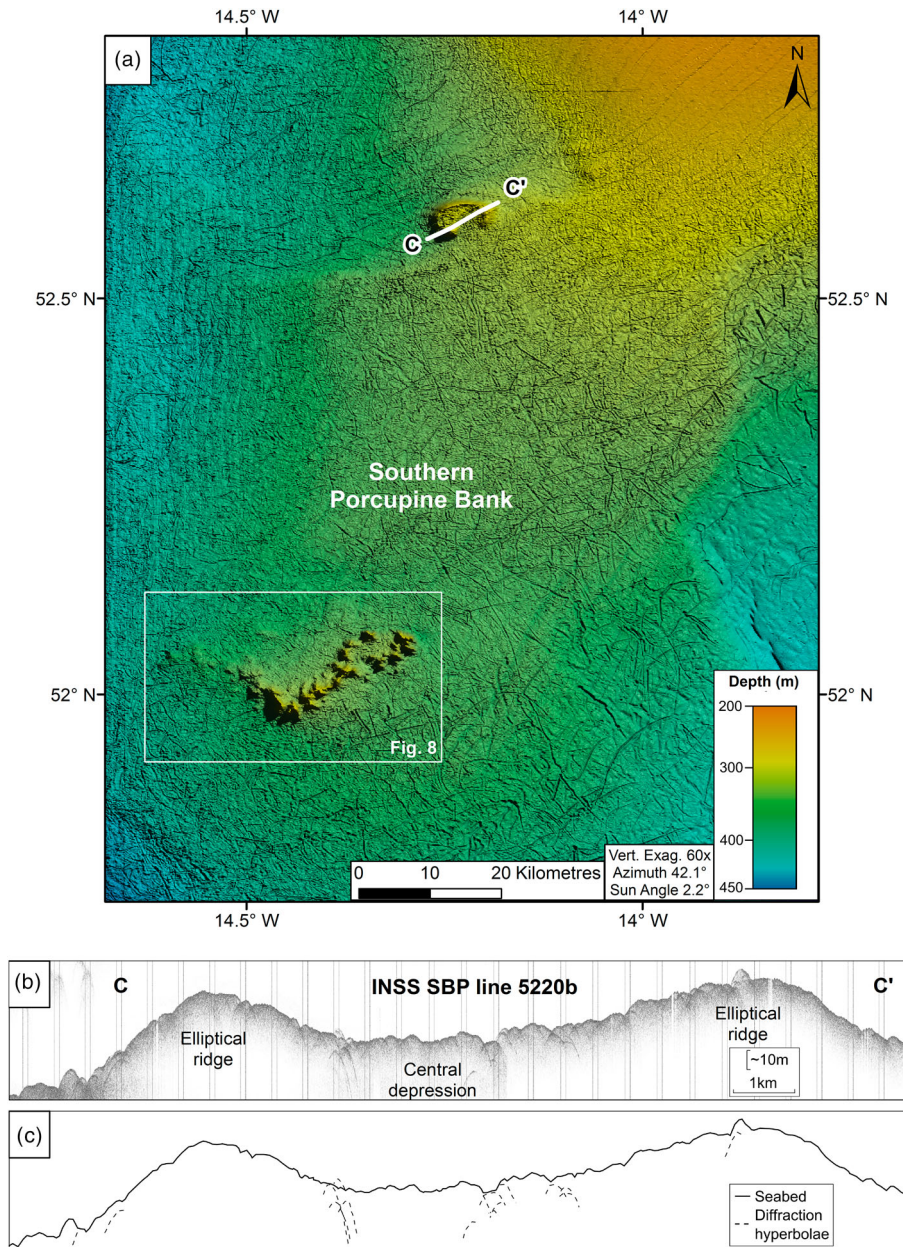 14.5° W
14° W
(a)
N
C'
C
52.5° N
52.5° N
Southern
Porcupine Bank
52° N
52° N
Fig. 8
Depth (m)
200
300
400
450
0
10
20 Kilometres
Vert. Exag. 60x
Azimuth 42.1°
Sun Angle 2.2°
14.5° W
14° W
(b)
C
INSS SBP line 5220b
C'
Elliptical
ridge
Central
depression
Elliptical
ridge
~10m
1km
(c)
Seabed
Diffraction
hyperbolae